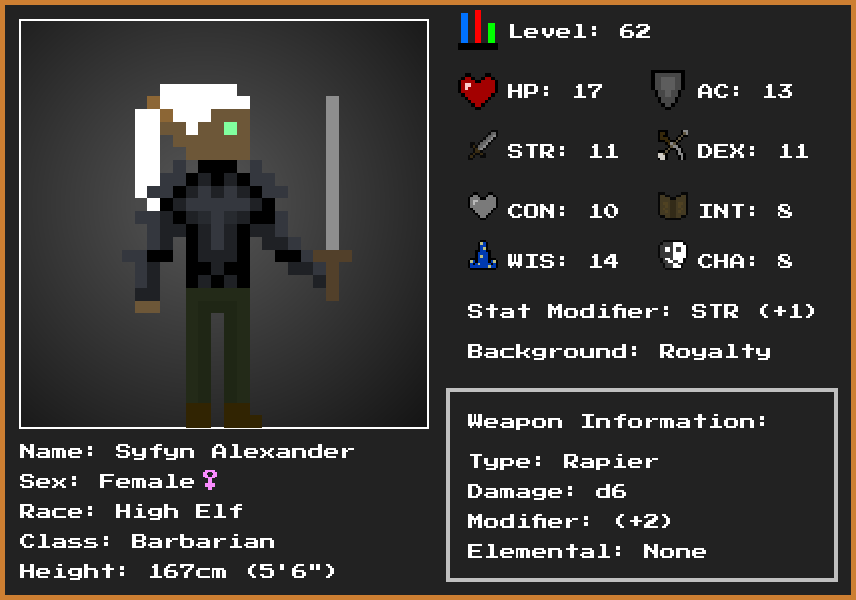 Level: 62
HP: 17
AC: 13
STR: 11
DEX: 11
CON: 10
INT: 8
WIS: 14
CHA: 8
Stat Modifier: STR (+1)
Background: Royalty
Weapon Information:
Type: Rapier
Damage: d6
Modifier: (+2)
Elemental: None
Name: Syfyn Alexander
Sex: Female♀
Race: High Elf
Class: Barbarian
Height: 167cm (5'6")